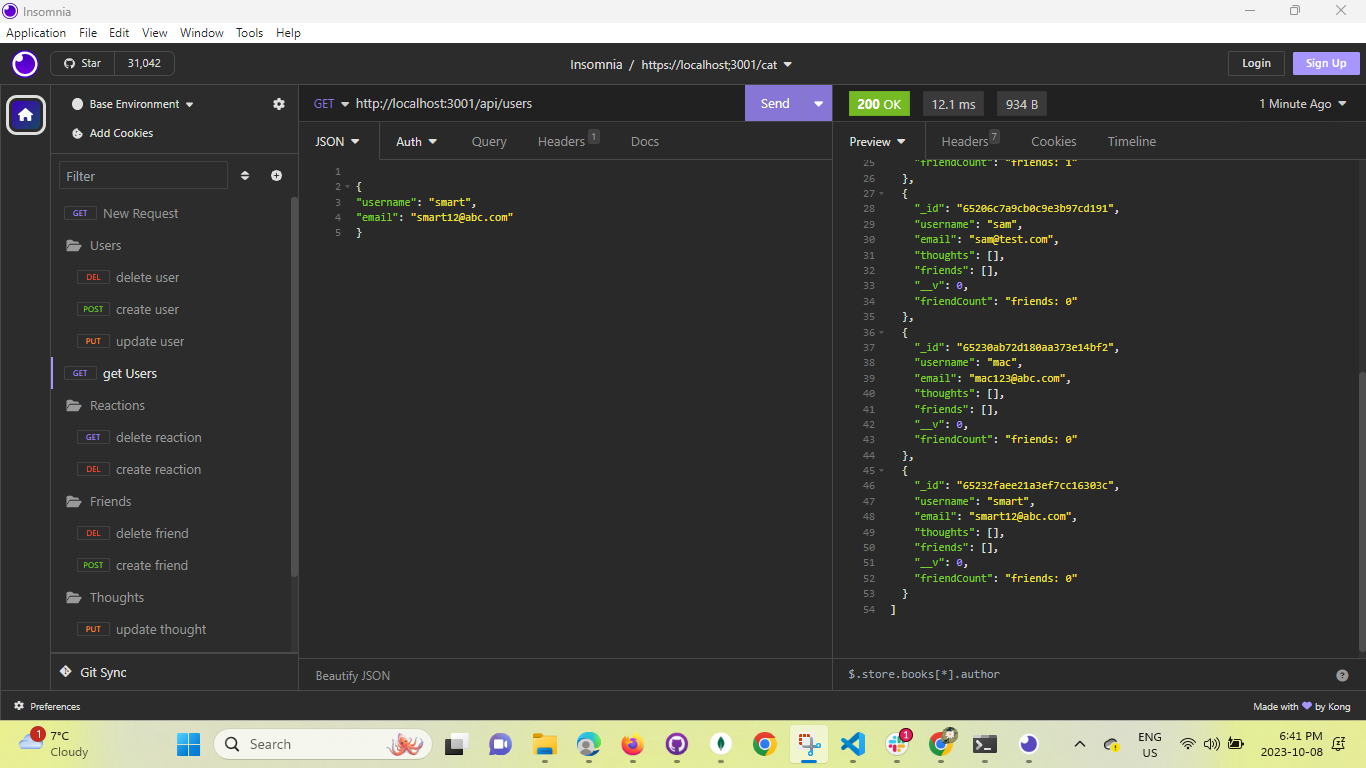 Insomnia
Application File Edit View Window Tools Help
Star 31,042
Insomnia / https://localhost;3001/cat
Login Sign Up
Base Environment
Add Cookies
Filter
GET New Request
Users
DEL delete user
POST create user
PUT update user
GET get Users
Reactions
GET delete reaction
DEL create reaction
Friends
DEL delete friend
POST create friend
Thoughts
PUT update thought
Git Sync
GET http://localhost:3001/api/users Send
JSON Auth Query Headers 1 Docs
1
2 {
3 "username": "smart",
4 "email": "smart12@abc.com"
5 }
Beautify JSON
200 OK 12.1 ms 934 B 1 Minute Ago
Preview Headers 7 Cookies Timeline
25 "friendCount": "friends: 1"
26 },
27 {
28 "_id": "65206c7a9cb0c9e3b97cd191",
29 "username": "sam",
30 "email": "sam@test.com",
31 "thoughts": [],
32 "friends": [],
33 "__v": 0,
34 "friendCount": "friends: 0"
35 },
36 {
37 "_id": "65230ab72d180aa373e14bf2",
38 "username": "mac",
39 "email": "mac123@abc.com",
40 "thoughts": [],
41 "friends": [],
42 "__v": 0,
43 "friendCount": "friends: 0"
44 },
45 {
46 "_id": "65232faee21a3ef7cc16303c",
47 "username": "smart",
48 "email": "smart12@abc.com",
49 "thoughts": [],
50 "friends": [],
51 "__v": 0,
52 "friendCount": "friends: 0"
53 }
54 ]
$.store.books[*].author ?
Preferences
Made with by Kong
1 7°C
Cloudy
Search
1
ENG
US
6:41 PM
2023-10-08